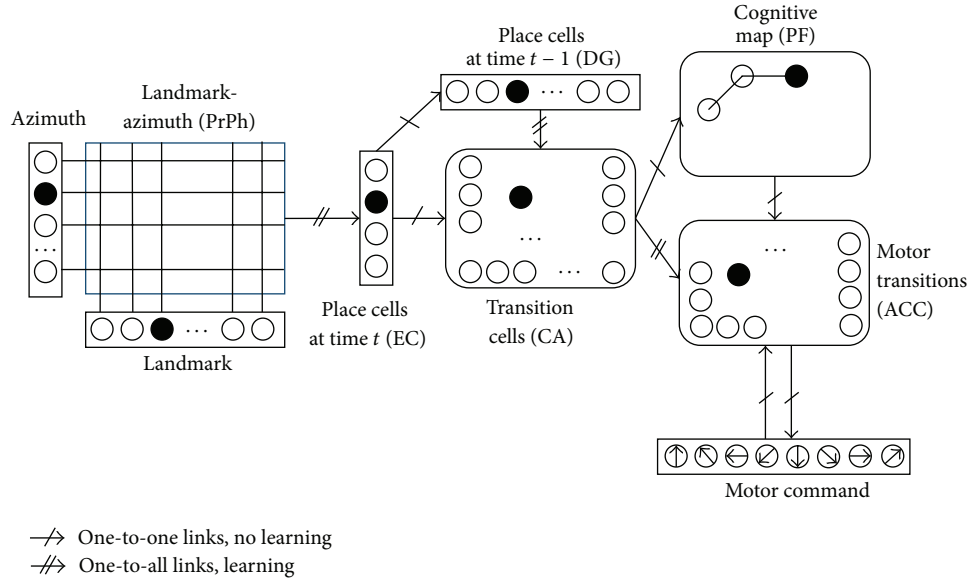 Azimuth
Landmark-
azimuth (PrPh)
...
Landmark
...
Place cells
at time t (EC)
Place cells
at time t − 1 (DG)
...
Transition
cells (CA)
...
...
Cognitive
map (PF)
...
Motor
transitions
(ACC)
Motor command
One-to-one links, no learning
One-to-all links, learning